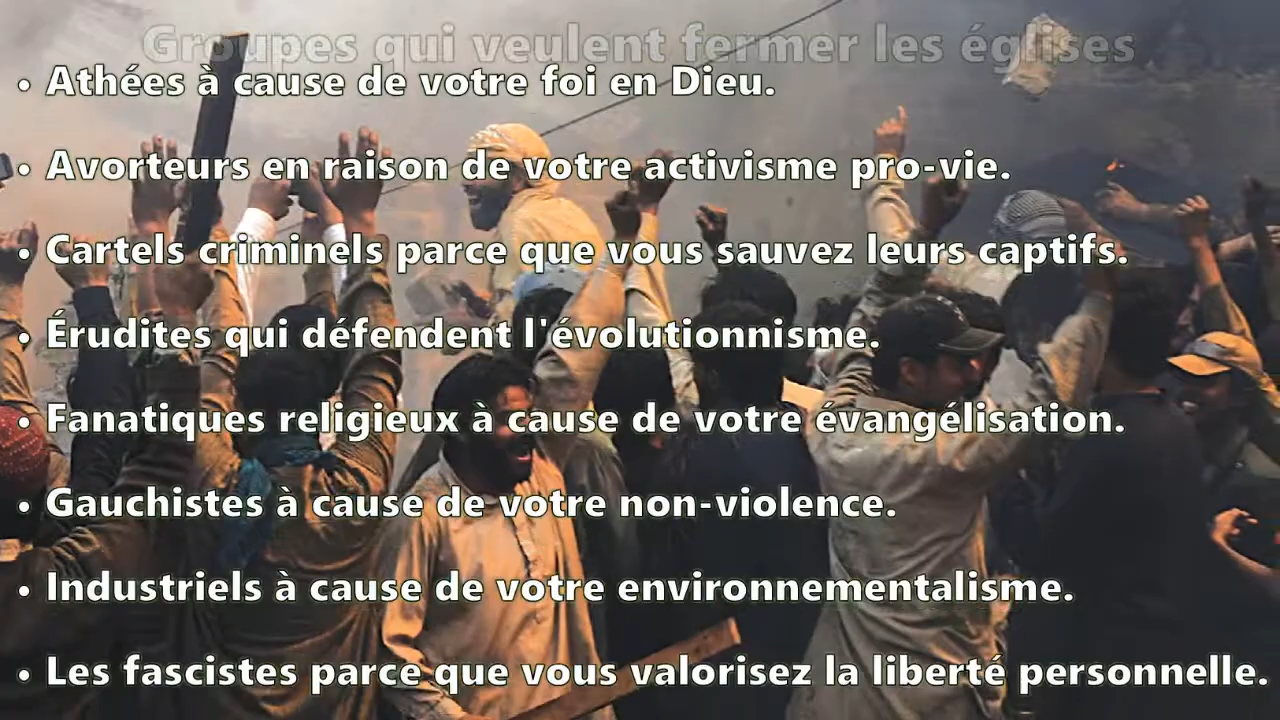 Groupes qui veulent fermer les églises
• Athées à cause de votre foi en Dieu.
• Avorteurs en raison de votre activisme pro-vie.
• Cartels criminels parce que vous sauvez leurs captifs.
• Érudites qui défendent l'évolutionnisme.
• Fanatiques religieux à cause de votre évangélisation.
• Gauchistes à cause de votre non-violence.
• Industriels à cause de votre environnementalisme.
• Les fascistes parce que vous valorisez la liberté personnelle.